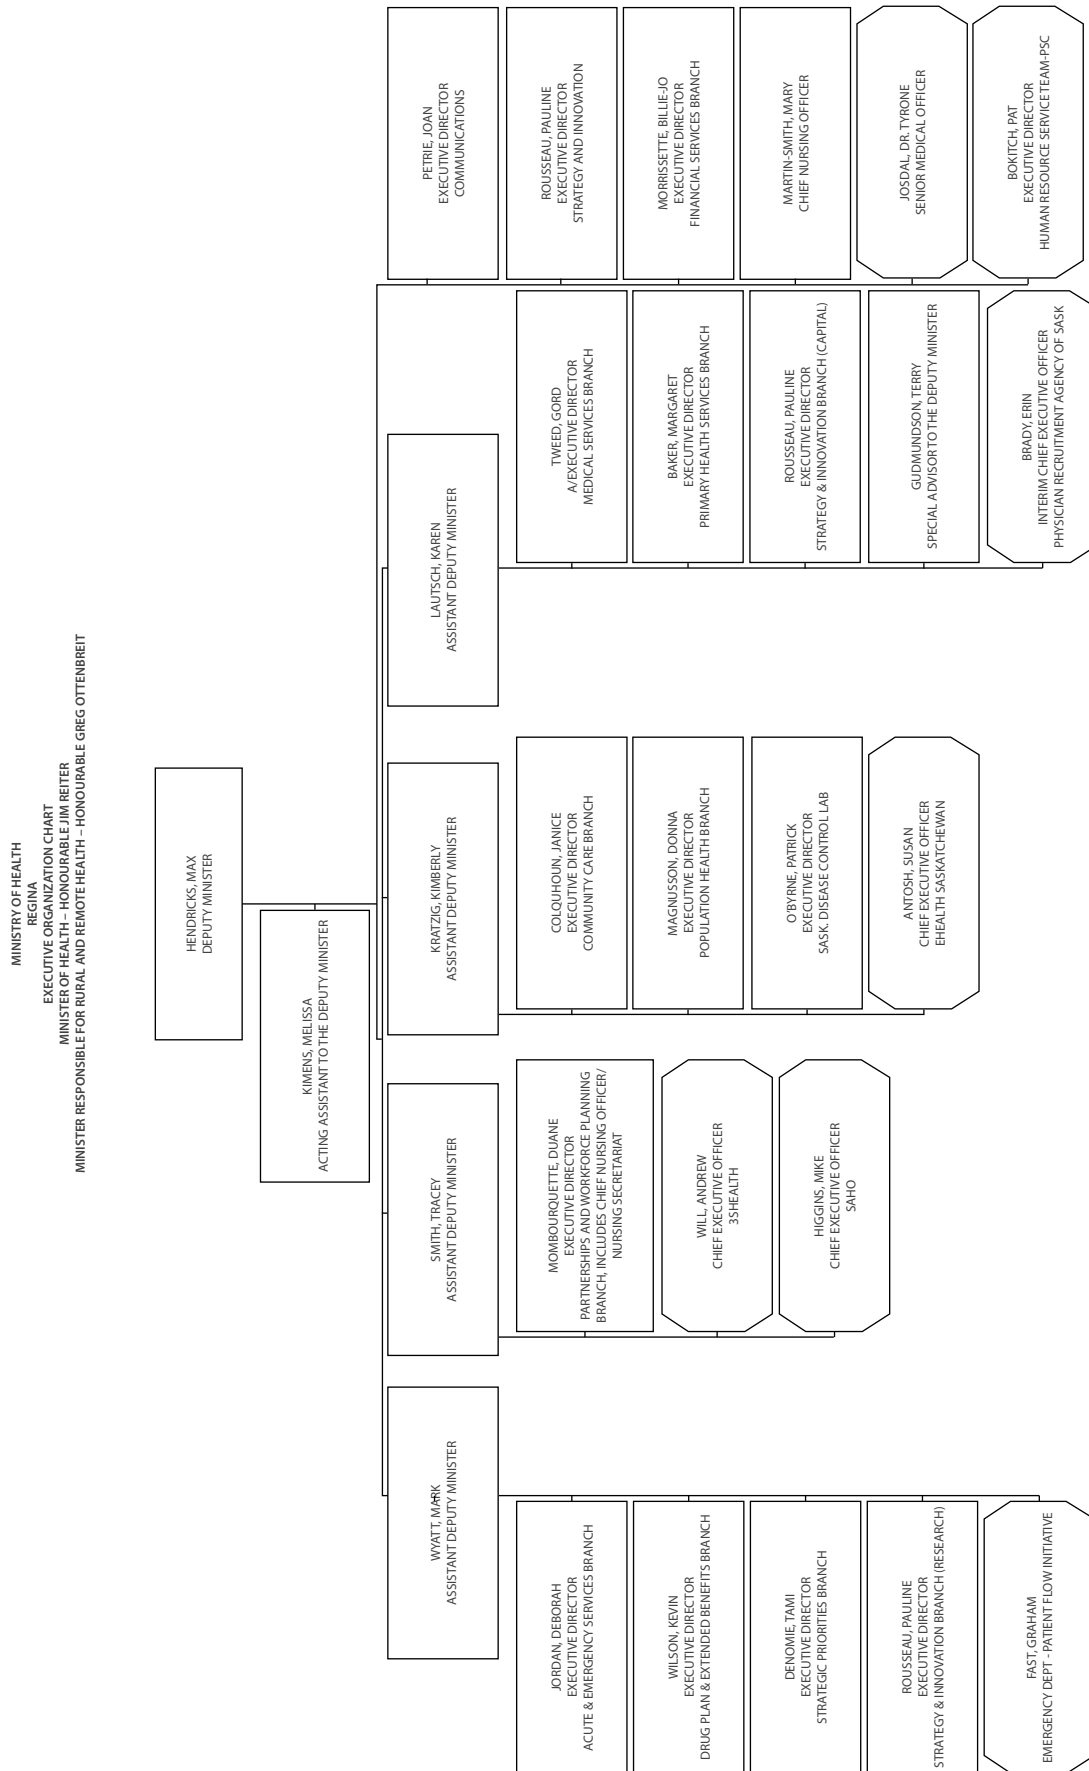 MINISTRY OF HEALTH
REGINA
EXECUTIVE ORGANIZATION CHART
MINISTER OF HEALTH – HONOURABLE JIM REITER
MINISTER RESPONSIBLE FOR RURAL AND REMOTE HEALTH – HONOURABLE GREG OTTENBREIT
HENDRICKS, MAX
DEPUTY MINISTER
KIMENS, MELISSA
ACTING ASSISTANT TO THE DEPUTY MINISTER
WYATT, MARK
ASSISTANT DEPUTY MINISTER
JORDAN, DEBORAH
EXECUTIVE DIRECTOR
ACUTE & EMERGENCY SERVICES BRANCH
WILSON, KEVIN
EXECUTIVE DIRECTOR
DRUG PLAN & EXTENDED BENEFITS BRANCH
DENOMIE, TAMI
EXECUTIVE DIRECTOR
STRATEGIC PRIORITIES BRANCH
ROUSSEAU, PAULINE
EXECUTIVE DIRECTOR
STRATEGY & INNOVATION BRANCH (RESEARCH)
FAST, GRAHAM
EMERGENCY DEPT - PATIENT FLOW INITIATIVE
SMITH, TRACEY
ASSISTANT DEPUTY MINISTER
MOMBOURQUETTE, DUANE
EXECUTIVE DIRECTOR
PARTNERSHIPS AND WORKFORCE PLANNING
BRANCH, INCLUDES CHIEF NURSING OFFICER/
NURSING SECRETARIAT
WILL, ANDREW
CHIEF EXECUTIVE OFFICER
3SHEALTH
HIGGINS, MIKE
CHIEF EXECUTIVE OFFICER
SAHO
KRATZIG, KIMBERLY
ASSISTANT DEPUTY MINISTER
COLQUHOUN, JANICE
EXECUTIVE DIRECTOR
COMMUNITY CARE BRANCH
MAGNUSSON, DONNA
EXECUTIVE DIRECTOR
POPULATION HEALTH BRANCH
O'BYRNE, PATRICK
EXECUTIVE DIRECTOR
SASK. DISEASE CONTROL LAB
ANTOSH, SUSAN
CHIEF EXECUTIVE OFFICER
EHEALTH SASKATCHEWAN
LAUTSCH, KAREN
ASSISTANT DEPUTY MINISTER
TWEED, GORD
A/EXECUTIVE DIRECTOR
MEDICAL SERVICES BRANCH
BAKER, MARGARET
EXECUTIVE DIRECTOR
PRIMARY HEALTH SERVICES BRANCH
ROUSSEAU, PAULINE
EXECUTIVE DIRECTOR
STRATEGY & INNOVATION BRANCH (CAPITAL)
GUDMUNDSON, TERRY
SPECIAL ADVISOR TO THE DEPUTY MINISTER
BRADY, ERIN
INTERIM CHIEF EXECUTIVE OFFICER
PHYSICIAN RECRUITMENT AGENCY OF SASK
PETRIE, JOAN
EXECUTIVE DIRECTOR
COMMUNICATIONS
ROUSSEAU, PAULINE
EXECUTIVE DIRECTOR
STRATEGY AND INNOVATION
MORRISSETTE, BILLIE-JO
EXECUTIVE DIRECTOR
FINANCIAL SERVICES BRANCH
MARTIN-SMITH, MARY
CHIEF NURSING OFFICER
JOSDAL, DR. TYRONE
SENIOR MEDICAL OFFICER
BOKITCH, PAT
EXECUTIVE DIRECTOR
HUMAN RESOURCE SERVICE TEAM-PSC